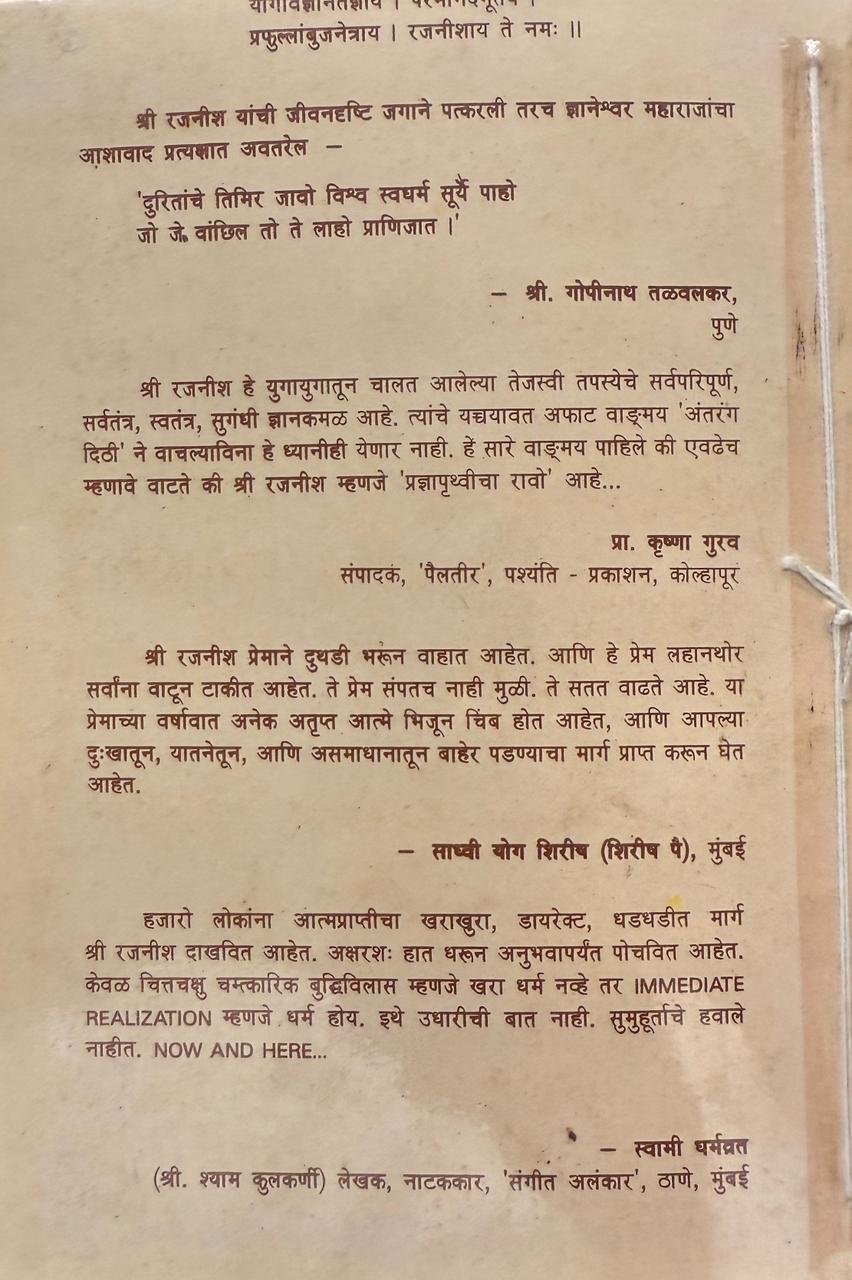 प्रफुल्लांबुजनेत्राय । रजनीशाय ते नमः ॥
श्री रजनीश यांची जीवनदृष्टि जगाने पत्करली तरच ज्ञानेश्वर महाराजांचा
आशावाद प्रत्यक्षात अवतरेल —
'दुरितांचे तिमिर जावो विश्व स्वधर्म सूर्यें पाहो
जो जे वांछिल तो ते लाहो प्राणिजात ।'
— श्री. गोपीनाथ तळवलकर,
पुणे
श्री रजनीश हे युगायुगातून चालत आलेल्या तेजस्वी तपस्येचे सर्वपरिपूर्ण,
सर्वतंत्र, स्वतंत्र, सुगंधी ज्ञानकमळ आहे. त्यांचे यच्चयावत अफाट वाङ्‌मय 'अंतरंग
दिठी' ने वाचल्याविना हे ध्यानीही येणार नाही. हें सारे वाङ्‌मय पाहिले की एवढेच
म्हणावे वाटते की श्री रजनीश म्हणजे 'प्रज्ञापृथ्वीचा रावो' आहे...
प्रा. कृष्णा गुरव
संपादक, 'पैलतीर', पश्यंति - प्रकाशन, कोल्हापूर
श्री रजनीश प्रेमाने दुथडी भरून वाहात आहेत. आणि हे प्रेम लहानथोर
सर्वांना वाटून टाकीत आहेत. ते प्रेम संपतच नाही मुळी. ते सतत वाढते आहे. या
प्रेमाच्या वर्षावात अनेक अतृप्त आत्मे भिजून चिंब होत आहेत, आणि आपल्या
दुःखातून, यातनेतून, आणि असमाधानातून बाहेर पडण्याचा मार्ग प्राप्त करून घेत
आहेत.
— साध्वी योग शिरीष (शिरीष पै), मुंबई
हजारो लोकांना आत्मप्राप्तीचा खराखुरा, डायरेक्ट, धडधडीत मार्ग
श्री रजनीश दाखवित आहेत. अक्षरशः हात धरून अनुभवापर्यंत पोचवित आहेत.
केवळ चित्तचक्षु चमत्कारिक बुद्धिविलास म्हणजे खरा धर्म नव्हे तर IMMEDIATE
REALIZATION म्हणजे धर्म होय. इथे उधारीची बात नाही. सुमुहूर्ताचे हवाले
नाहीत. NOW AND HERE...
— स्वामी धर्मव्रत
(श्री. श्याम कुलकर्णी) लेखक, नाटककार, 'संगीत अलंकार', ठाणे, मुंबई